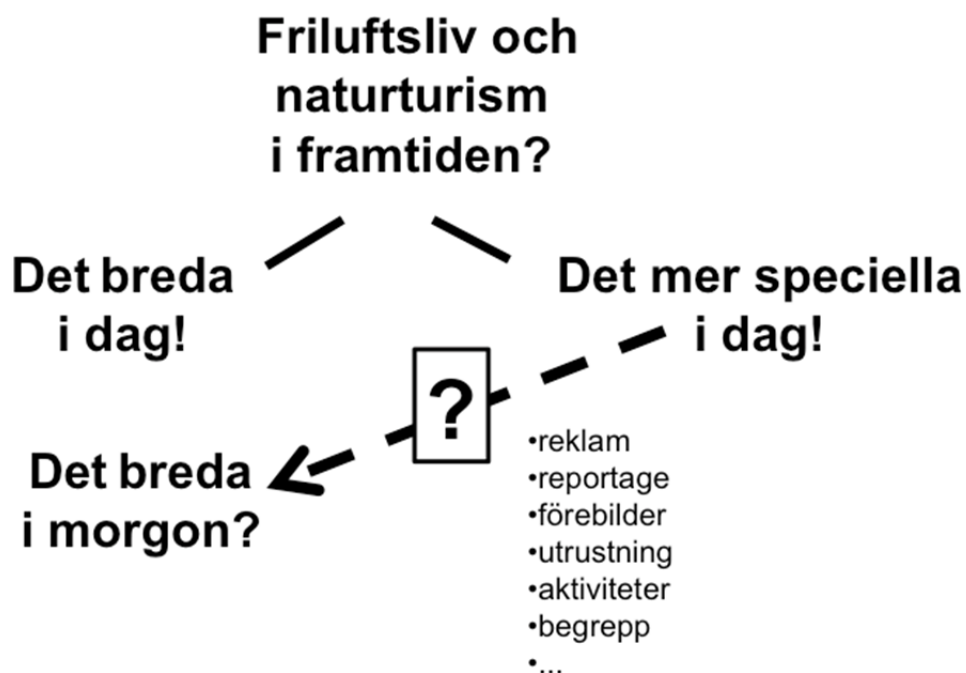 Friluftsliv och
naturturism
i framtiden?
Det breda
i dag!
Det mer speciella
i dag!
?
Det breda
i morgon?
•reklam
•reportage
•förebilder
•utrustning
•aktiviteter
•begrepp
•...